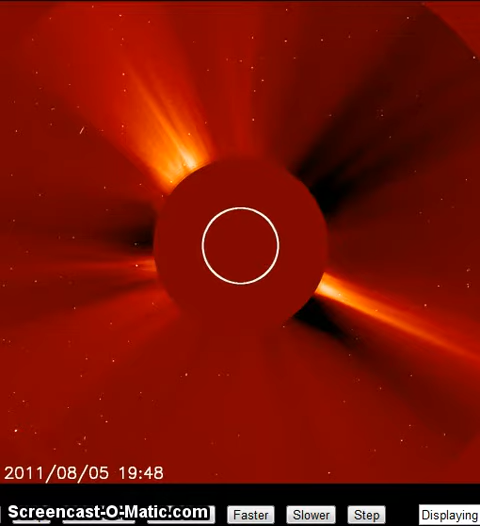 2011/08/05 19:48
Screencast-O-Matic.com
Faster
Slower
Step
Displaying